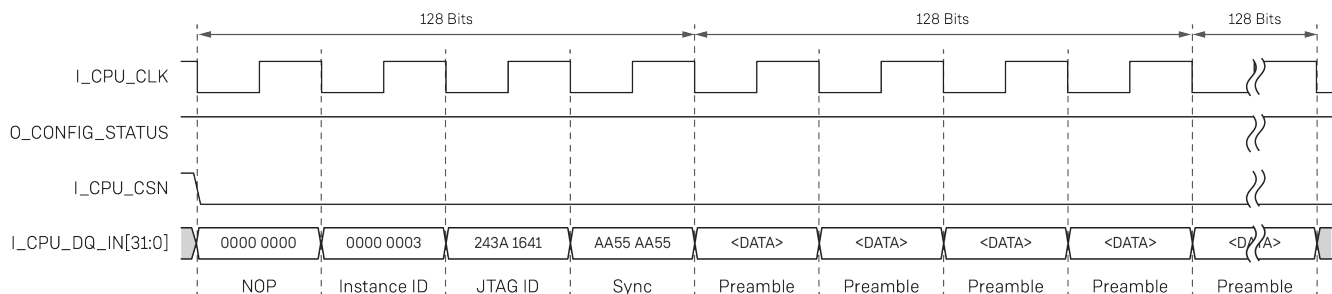 128 Bits 128 Bits 128 Bits
I_CPU_CLK
O_CONFIG_STATUS
I_CPU_CSN
I_CPU_DQ_IN[31:0] 0000 0000 0000 0003 243A 1641 AA55 AA55 <DATA> <DATA> <DATA> <DATA> <DATA>
NOP Instance ID JTAG ID Sync Preamble Preamble Preamble Preamble Preamble